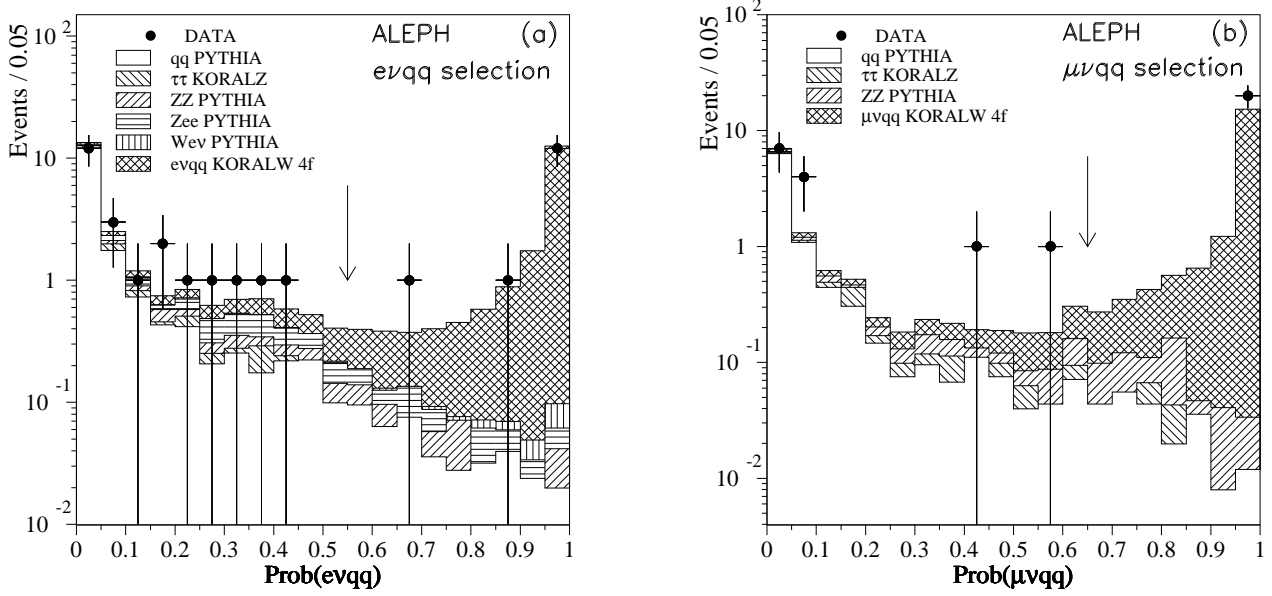 ALEPH (a)
eνqq selection
DATA
qq PYTHIA
ττ KORALZ
ZZ PYTHIA
Zee PYTHIA
Weν PYTHIA
eνqq KORALW 4f
Events / 0.05
10 2
10
1
10 -1
10 -2
0 0.1 0.2 0.3 0.4 0.5 0.6 0.7 0.8 0.9 1
Prob(eνqq)
ALEPH (b)
μνqq selection
DATA
qq PYTHIA
ττ KORALZ
ZZ PYTHIA
μνqq KORALW 4f
Events / 0.05
10 2
10
1
10 -1
10 -2
0 0.1 0.2 0.3 0.4 0.5 0.6 0.7 0.8 0.9 1
Prob(μνqq)